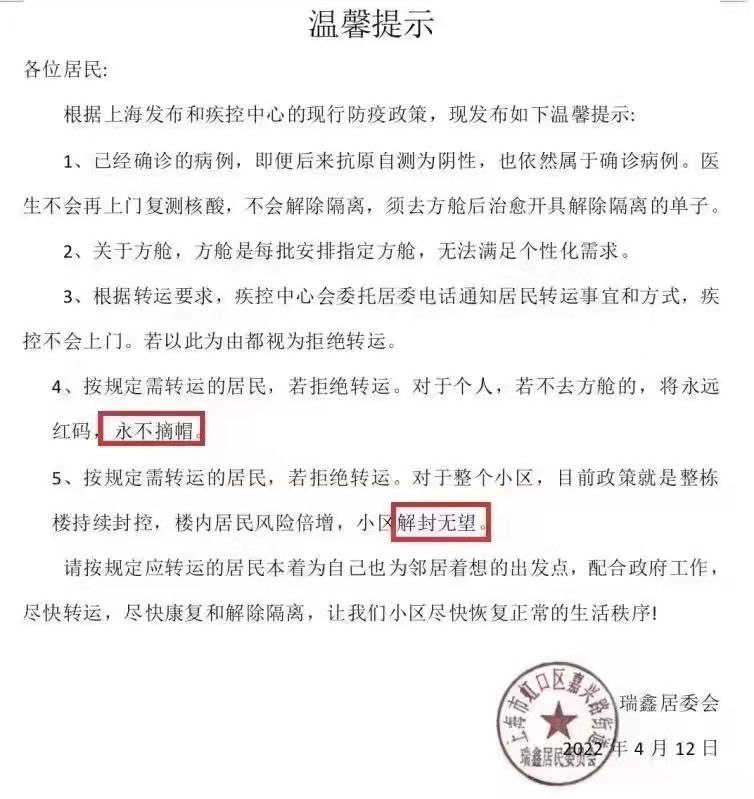 温馨提示
各位居民:
根据上海发布和疾控中心的现行防疫政策，现发布如下温馨提示:
1、已经确诊的病例，即便后来抗原自测为阴性，也依然属于确诊病例。医
生不会再上门复测核酸，不会解除隔离，须去方舱后治愈开具解除隔离的单子。
2、关于方舱，方舱是每批安排指定方舱，无法满足个性化需求。
3、根据转运要求，疾控中心会委托居委电话通知居民转运事宜和方式，疾
控不会上门。若以此为由都视为拒绝转运。
4、按规定需转运的居民，若拒绝转运。对于个人，若不去方舱的，将永远
红码，永不摘帽。
5、按规定需转运的居民，若拒绝转运。对于整个小区，目前政策就是整栋
楼持续封控，楼内居民风险倍增，小区解封无望。
请按规定应转运的居民本着为自己也为邻居着想的出发点，配合政府工作，
尽快转运，尽快康复和解除隔离，让我们小区尽快恢复正常的生活秩序!
瑞鑫居委会
2022 年 4 月 12 日
上海市虹口区嘉兴路街道
瑞鑫居民委员会